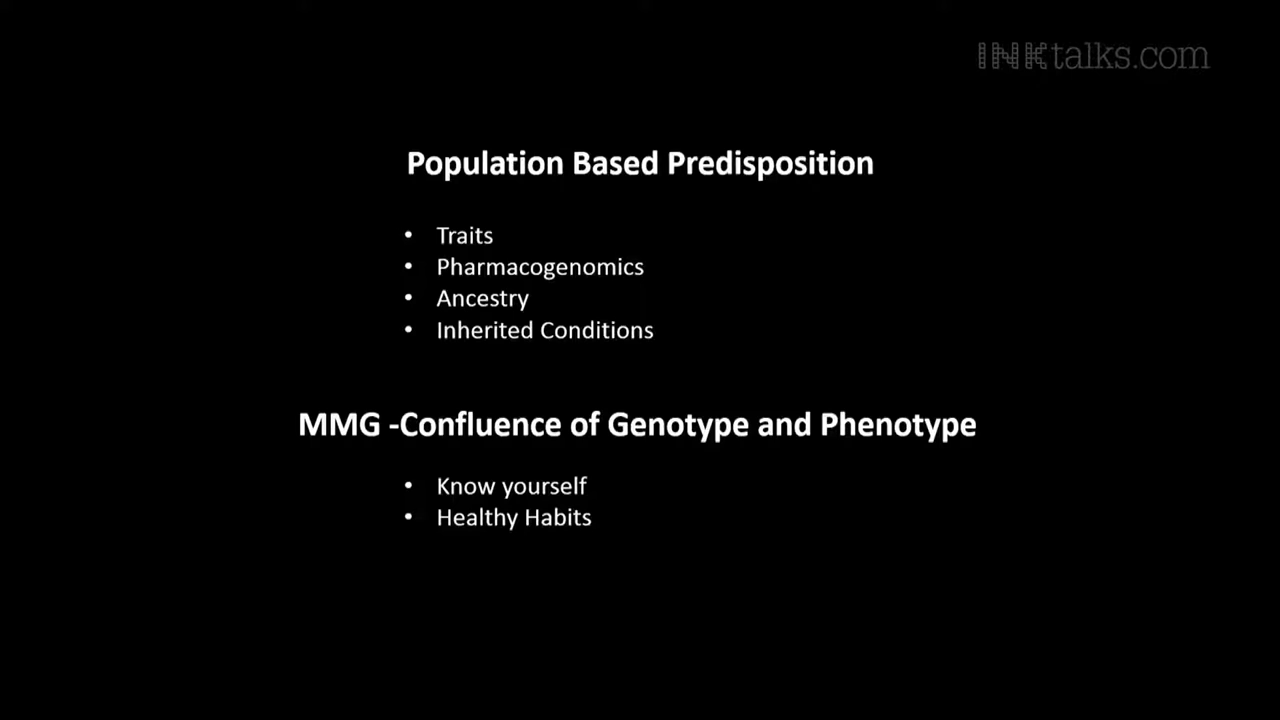 INKtalks.com
Population Based Predisposition
• Traits
• Pharmacogenomics
• Ancestry
• Inherited Conditions
MMG -Confluence of Genotype and Phenotype
• Know yourself
• Healthy Habits